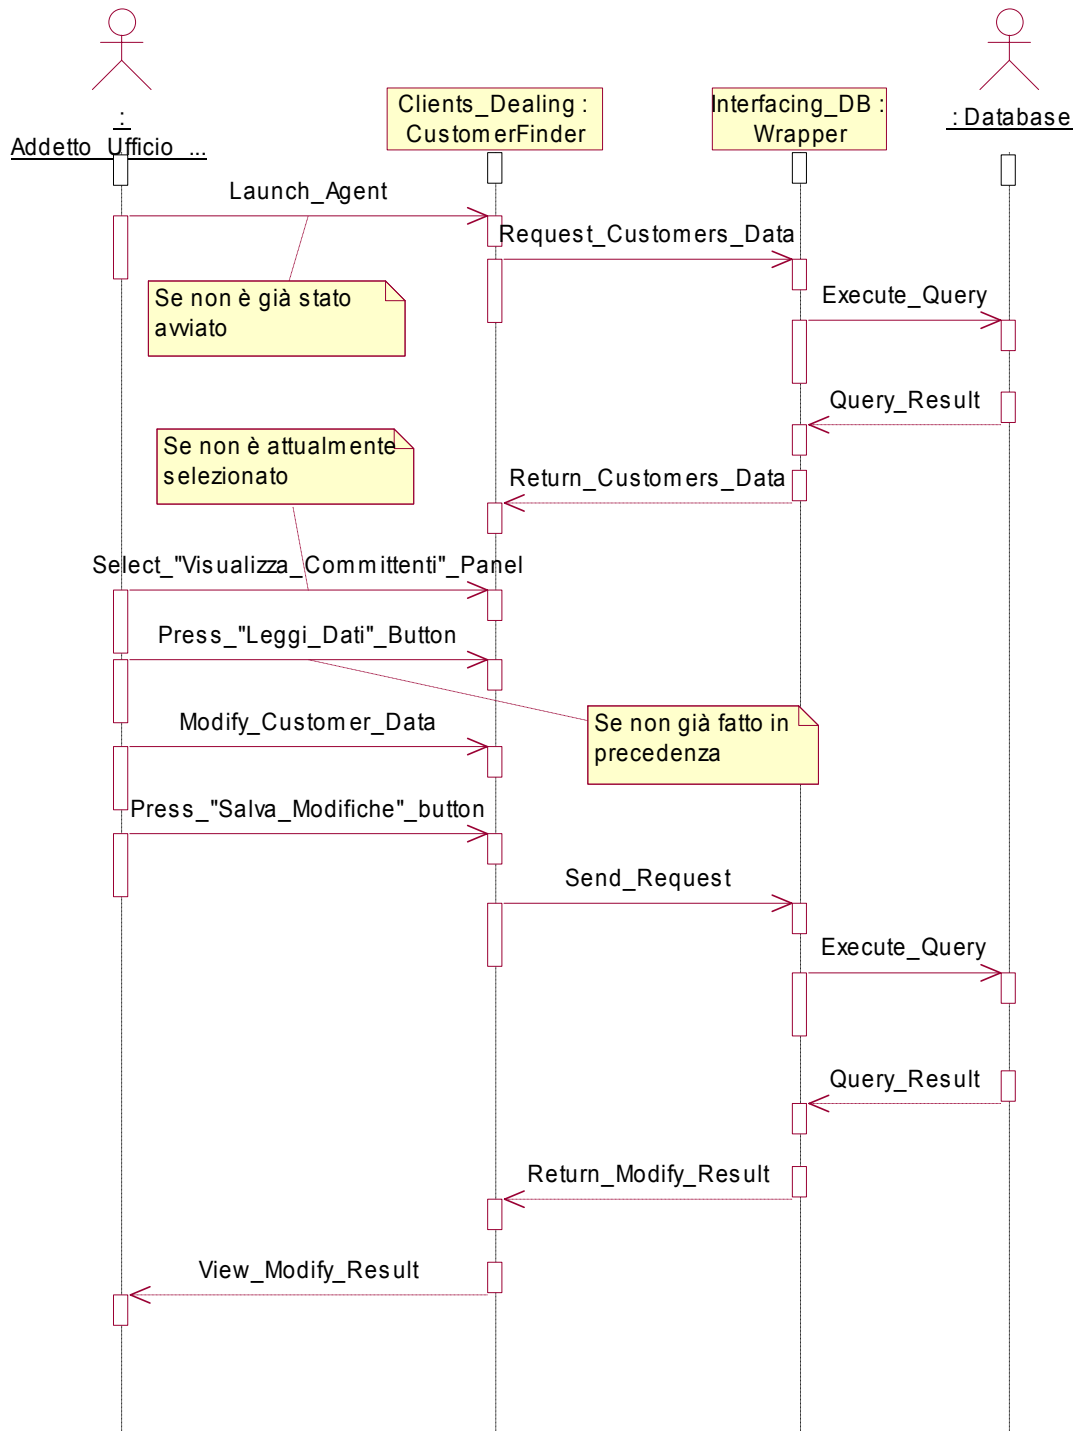 :
Addetto Ufficio ...
Clients_Dealing :
CustomerFinder
Interfacing_DB :
Wrapper
: Database
Launch_Agent
Request_Customers_Data
Se non è già stato
avviato
Execute_Query
Query_Result
Se non è attualmente
selezionato
Return_Customers_Data
Select_"Visualizza_Committenti"_Panel
Press_"Leggi_Dati"_Button
Se non già fatto in
precedenza
Modify_Customer_Data
Press_"Salva_Modifiche"_button
Send_Request
Execute_Query
Query_Result
Return_Modify_Result
View_Modify_Result